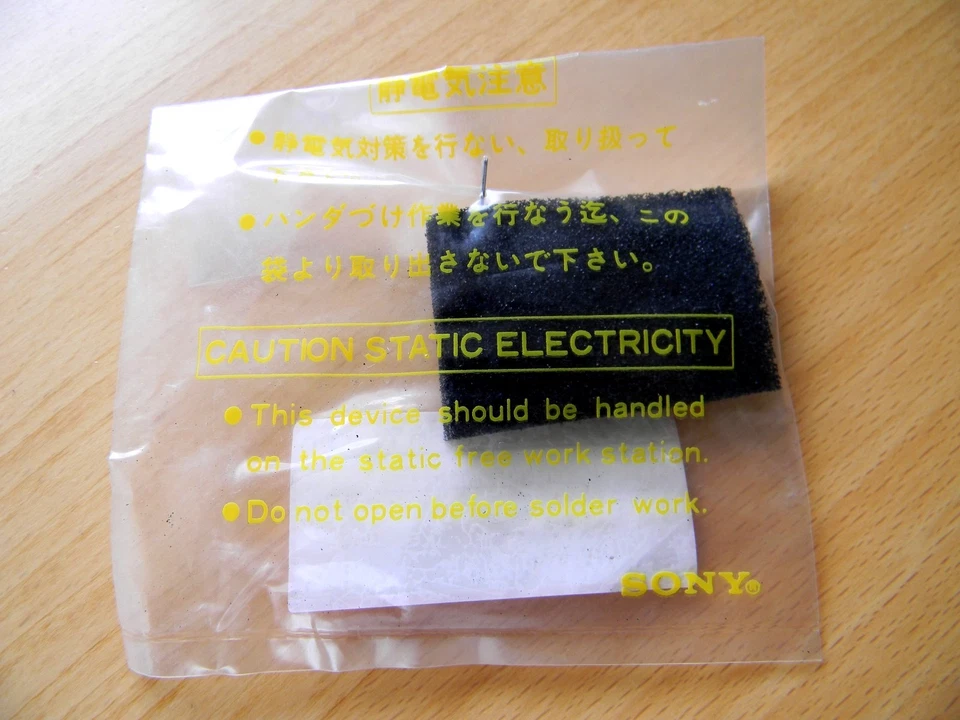 静電気注意
●静電気対策を行ない、取り扱って
●ハンダづけ作業を行なう迄、この
袋より取り出さないで下さい。
CAUTION STATIC ELECTRICITY
●This device should be handled
on the static free work station.
●Do not open before solder work.
SONY®